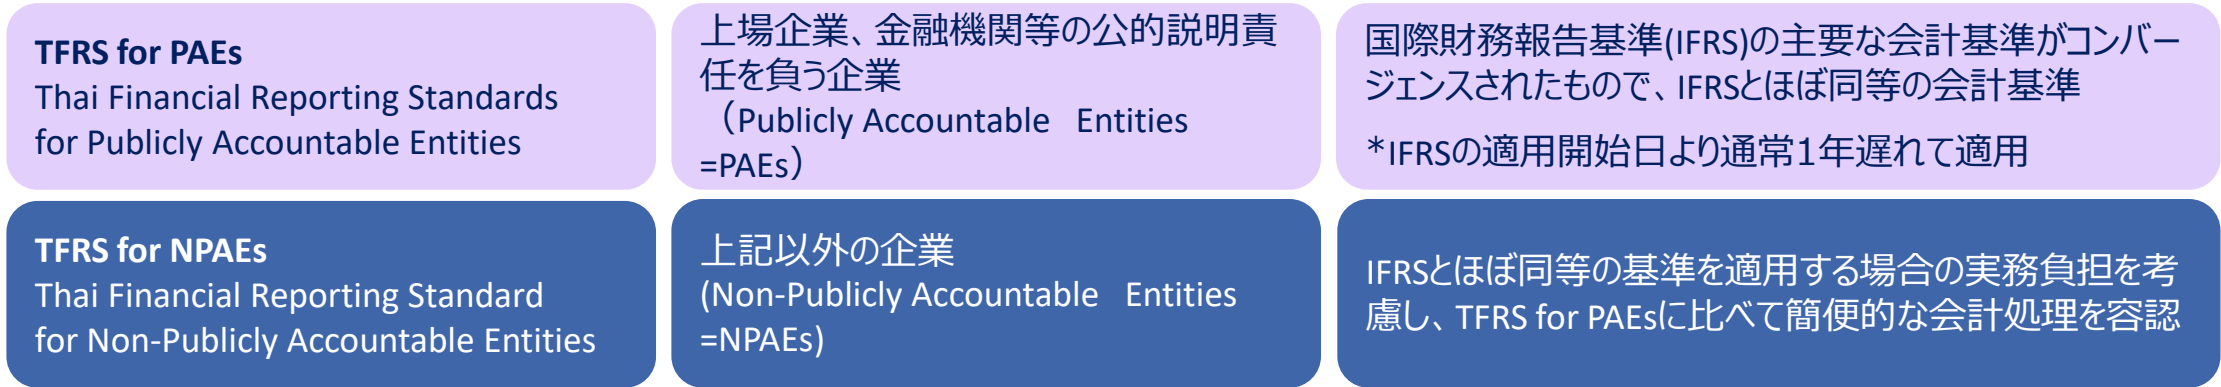 TFRS for PAEs
Thai Financial Reporting Standards
for Publicly Accountable Entities
上場企業、金融機関等の公的説明責
任を負う企業
（Publicly Accountable Entities
=PAEs）
国際財務報告基準(IFRS)の主要な会計基準がコンバー
ジェンスされたもので、IFRSとほぼ同等の会計基準
*IFRSの適用開始日より通常1年遅れて適用
TFRS for NPAEs
Thai Financial Reporting Standard
for Non-Publicly Accountable Entities
上記以外の企業
(Non-Publicly Accountable Entities
=NPAEs)
IFRSとほぼ同等の基準を適用する場合の実務負担を考
慮し、TFRS for PAEsに比べて簡便的な会計処理を容認